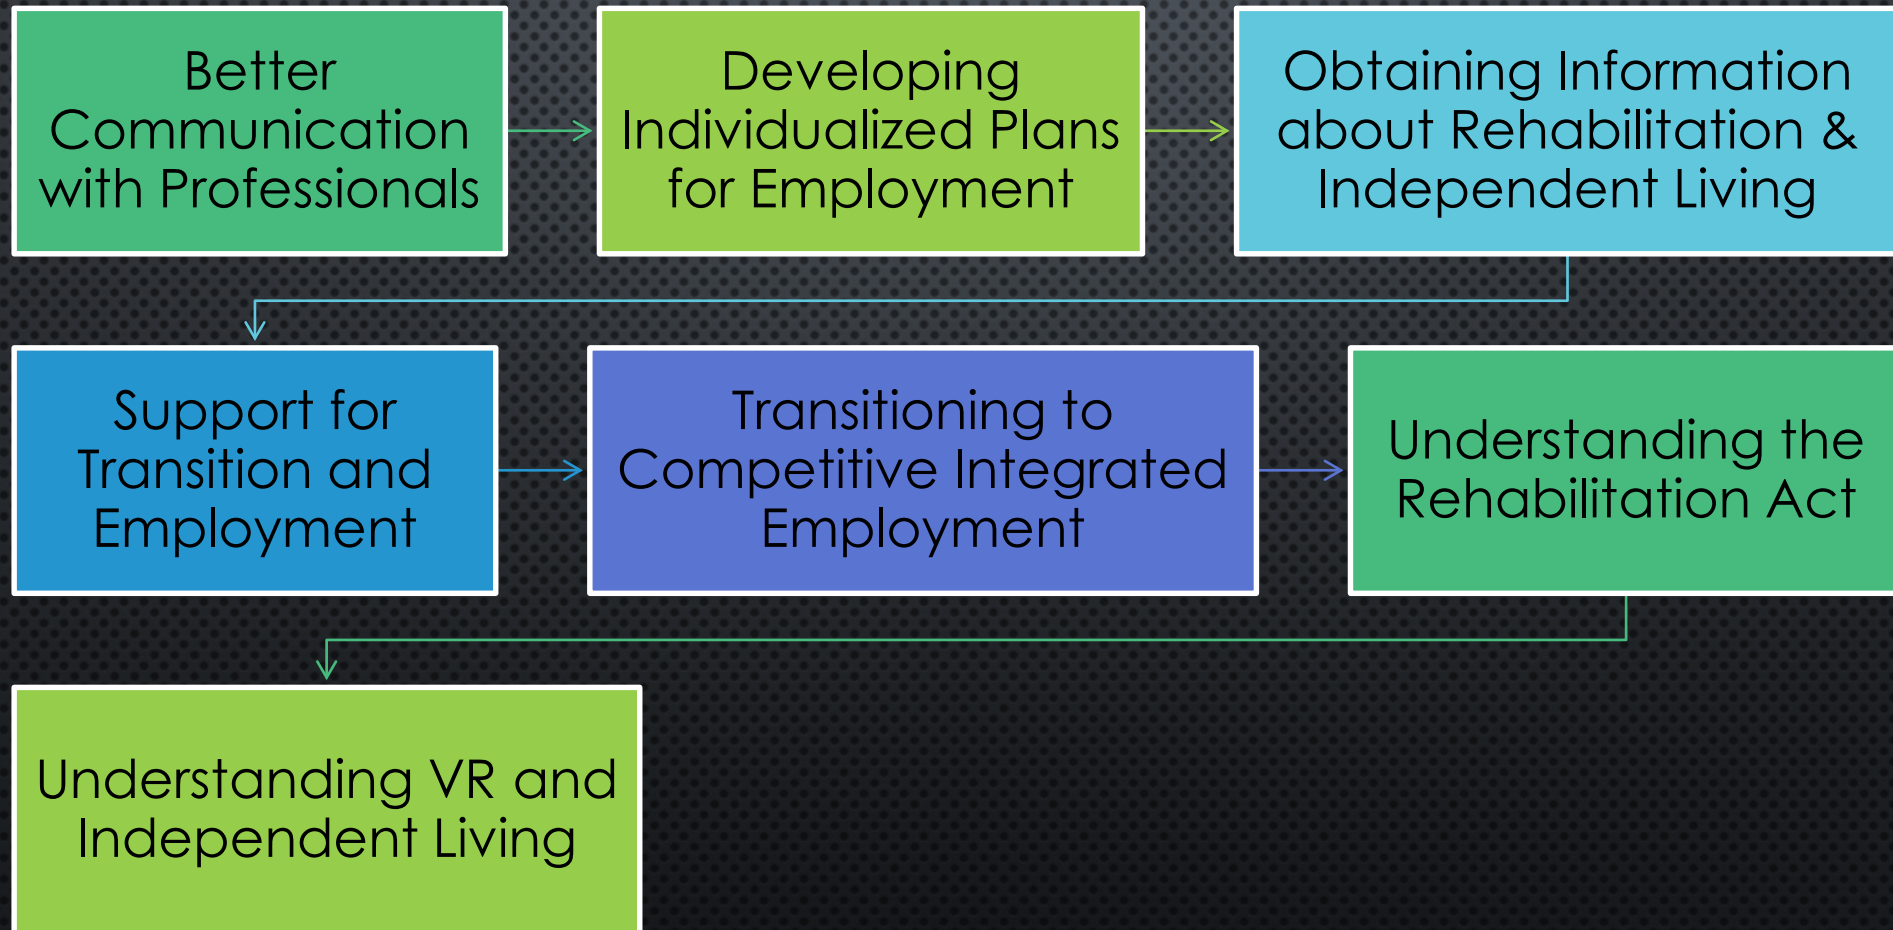 Better
Communication
with Professionals
Developing
Individualized Plans
for Employment
Obtaining Information
about Rehabilitation &
Independent Living
Support for
Transition and
Employment
Transitioning to
Competitive Integrated
Employment
Understanding the
Rehabilitation Act
Understanding VR and
Independent Living